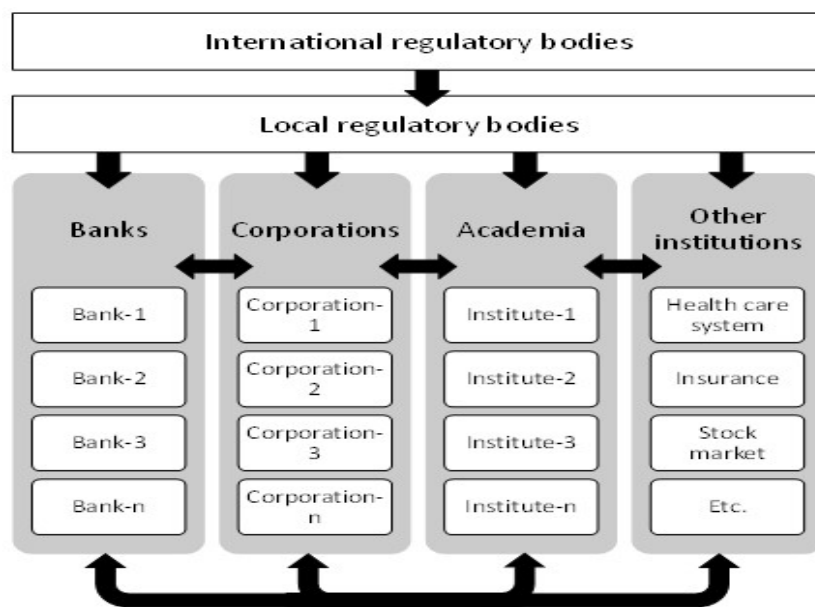 International regulatory bodies
Local regulatory bodies
Banks
Bank-1
Bank-2
Bank-3
Bank-n
Corporations
Corporation-
1
Corporation-
2
Corporation-
3
Corporation-
n
Academia
Institute-1
Institute-2
Institute-3
Institute-n
Other
institutions
Health care
system
Insurance
Stock
market
Etc.